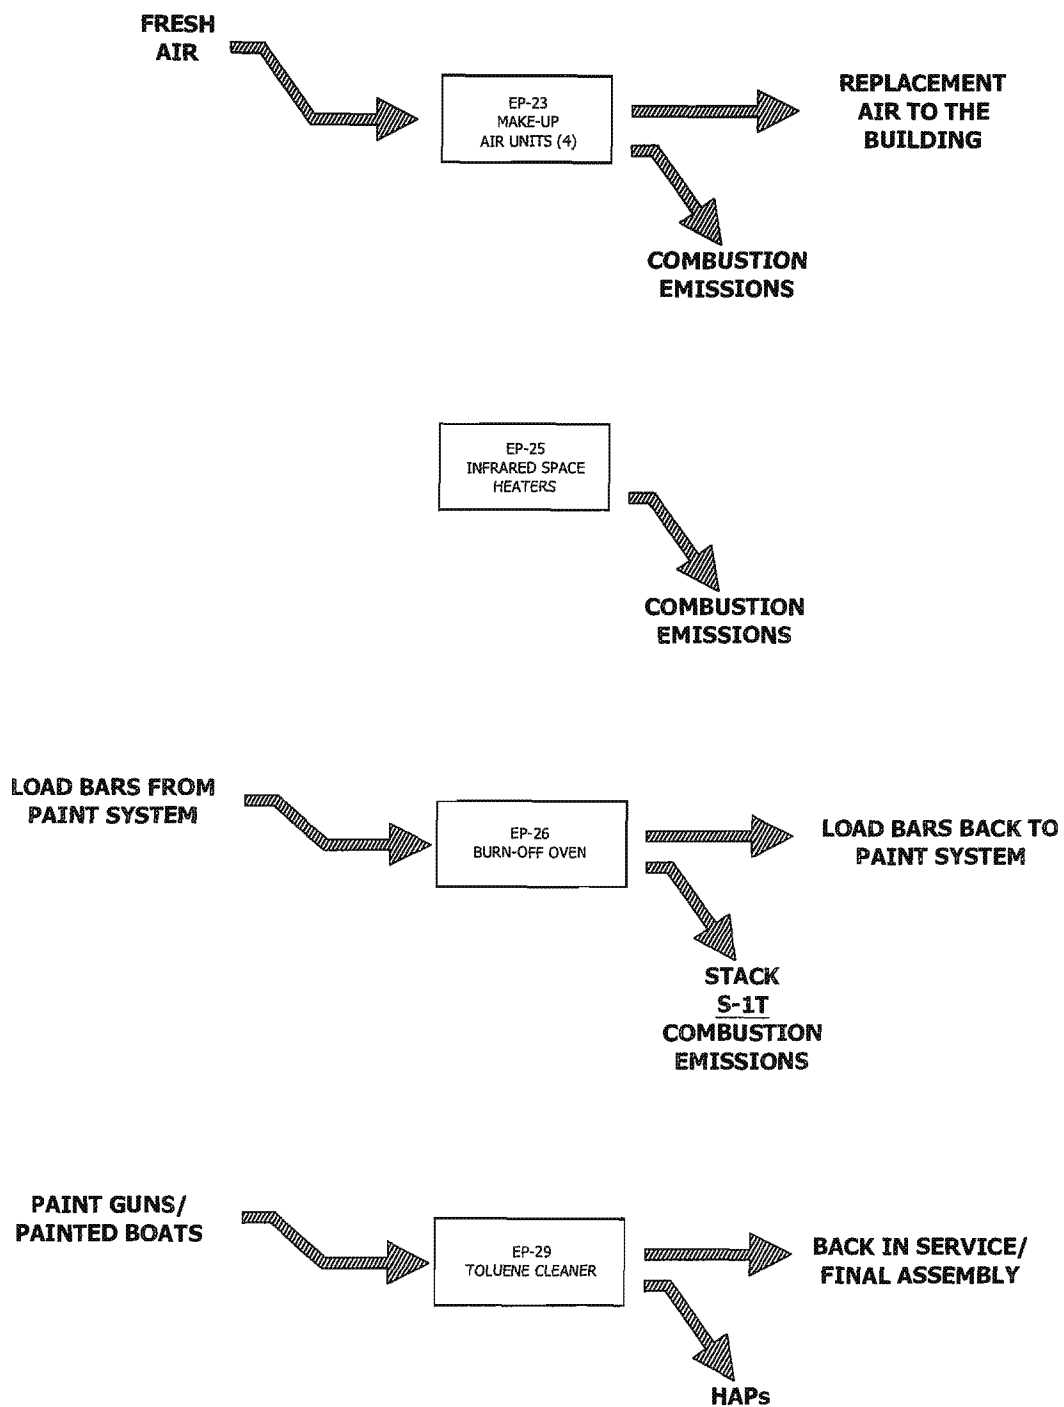 FRESH
AIR
EP-23
MAKE-UP
AIR UNITS (4)
REPLACEMENT
AIR TO THE
BUILDING
COMBUSTION
EMISSIONS
EP-25
INFRARED SPACE
HEATERS
COMBUSTION
EMISSIONS
LOAD BARS FROM
PAINT SYSTEM
EP-26
BURN-OFF OVEN
LOAD BARS BACK TO
PAINT SYSTEM
STACK
S-1T
COMBUSTION
EMISSIONS
PAINT GUNS/
PAINTED BOATS
EP-29
TOLUENE CLEANER
BACK IN SERVICE/
FINAL ASSEMBLY
HAPs